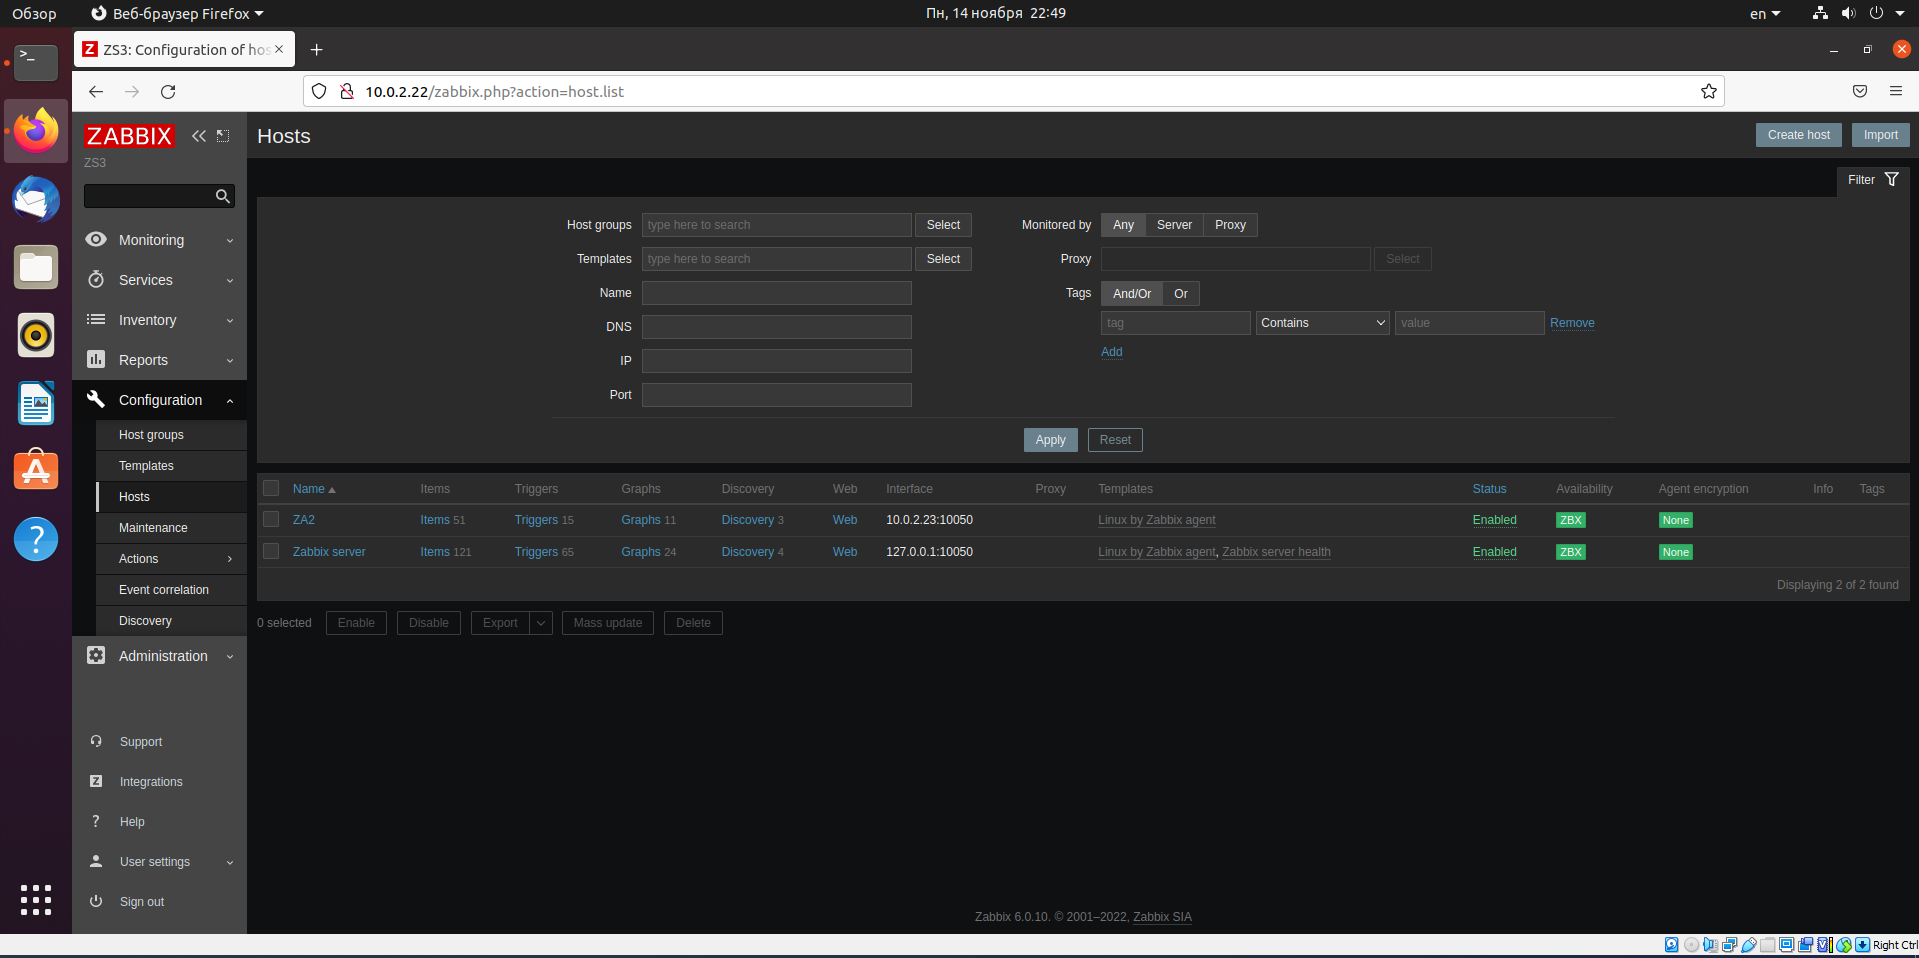 Обзор
Веб-браузер Firefox
Пн, 14 ноября 22:49
en
ZS3: Configuration of hos
10.0.2.22/zabbix.php?action=host.list
ZABBIX
ZS3
Monitoring
Services
Inventory
Reports
Configuration
Host groups
Templates
Hosts
Maintenance
Actions
Event correlation
Discovery
Administration
Support
Integrations
Help
User settings
Sign out
Hosts
Create host Import
Filter
Host groups type here to search Select
Templates type here to search Select
Name
DNS
IP
Port
Monitored by Any Server Proxy
Proxy Select
Tags And/Or Or
tag Contains value Remove
Add
Apply Reset
Name Items Triggers Graphs Discovery Web Interface Proxy Templates Status Availability Agent encryption Info Tags
ZA2 Items 51 Triggers 15 Graphs 11 Discovery 3 Web 10.0.2.23:10050 Linux by Zabbix agent Enabled ZBX None
Zabbix server Items 121 Triggers 65 Graphs 24 Discovery 4 Web 127.0.0.1:10050 Linux by Zabbix agent, Zabbix server health Enabled ZBX None
Displaying 2 of 2 found
0 selected Enable Disable Export Mass update Delete
Zabbix 6.0.10. © 2001–2022, Zabbix SIA
Right Ctrl